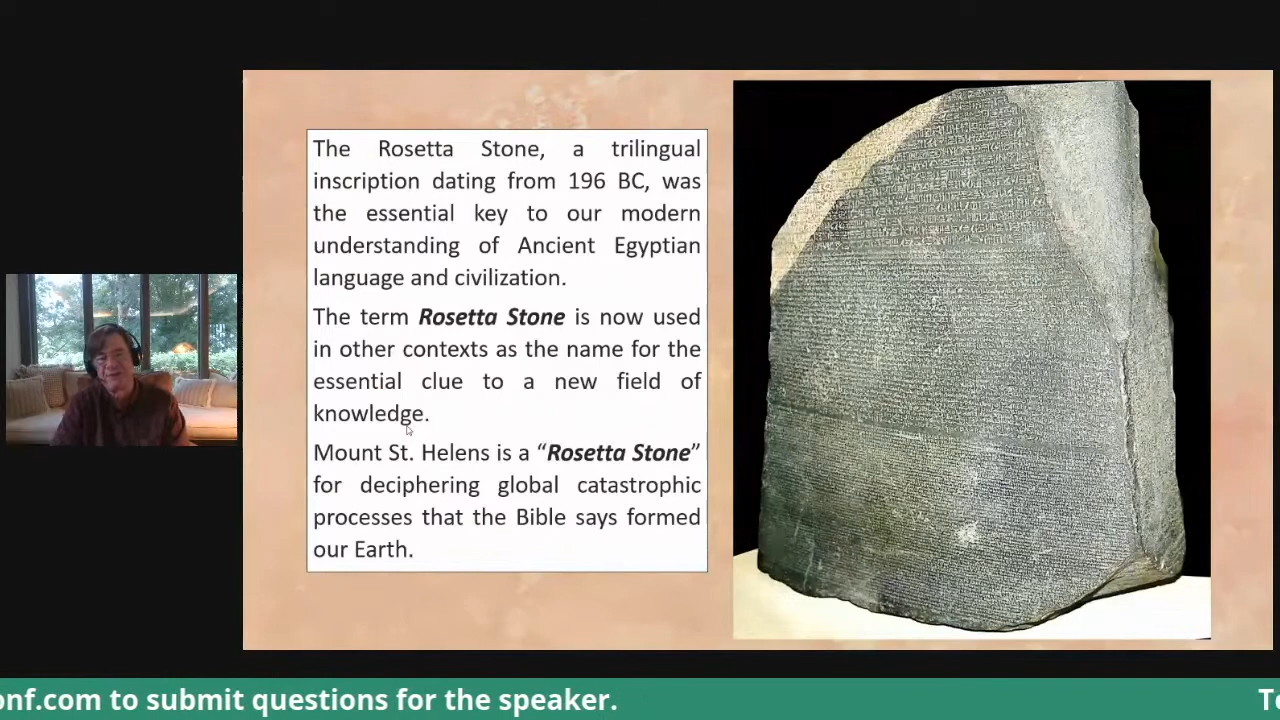 The Rosetta Stone, a trilingual
inscription dating from 196 BC, was
the essential key to our modern
understanding of Ancient Egyptian
language and civilization.
The term Rosetta Stone is now used
in other contexts as the name for the
essential clue to a new field of
knowledge.
Mount St. Helens is a “Rosetta Stone”
for deciphering global catastrophic
processes that the Bible says formed
our Earth.
onf.com to submit questions for the speaker.